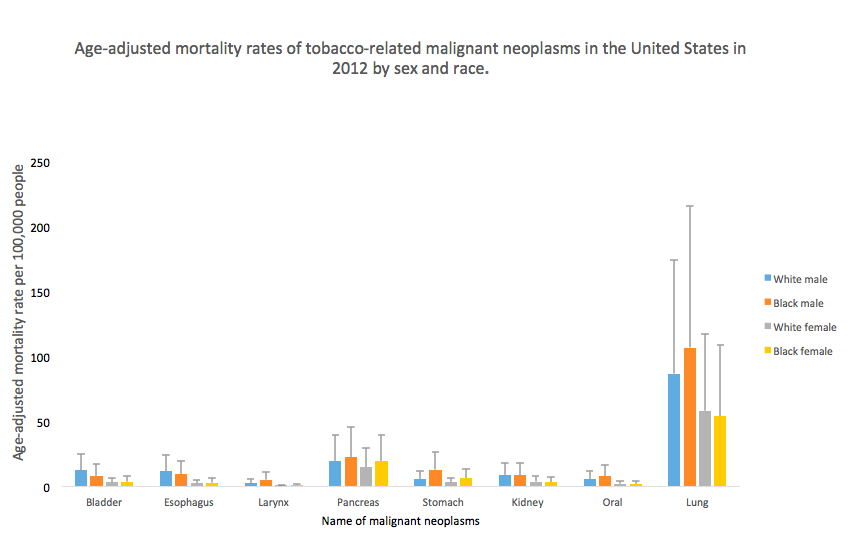 Age-adjusted mortality rates of tobacco-related malignant neoplasms in the United States in
2012 by sex and race.
Age-adjusted mortality rate per 100,000 people
250
200
150
100
50
0
Bladder
Esophagus
Larynx
Pancreas
Stomach
Kidney
Oral
Lung
Name of malignant neoplasms
White male
Black male
White female
Black female